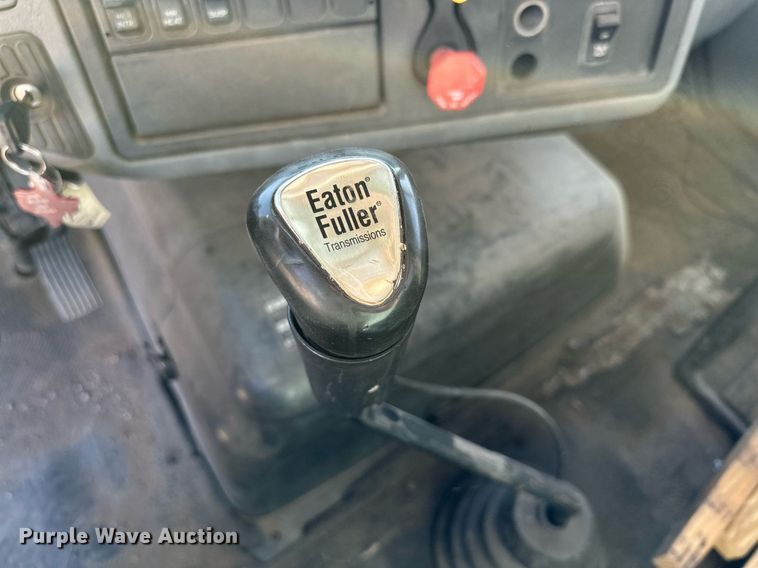 Eaton®
Fuller®
Transmissions
Purple Wave Auction